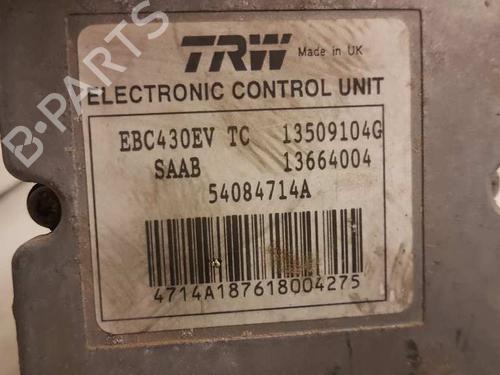 TRW Made in UK
ELECTRONIC CONTROL UNIT
EBC430EV TC 13509104G
SAAB 13664004
54084714A
4714A187618004275
B-PARTS